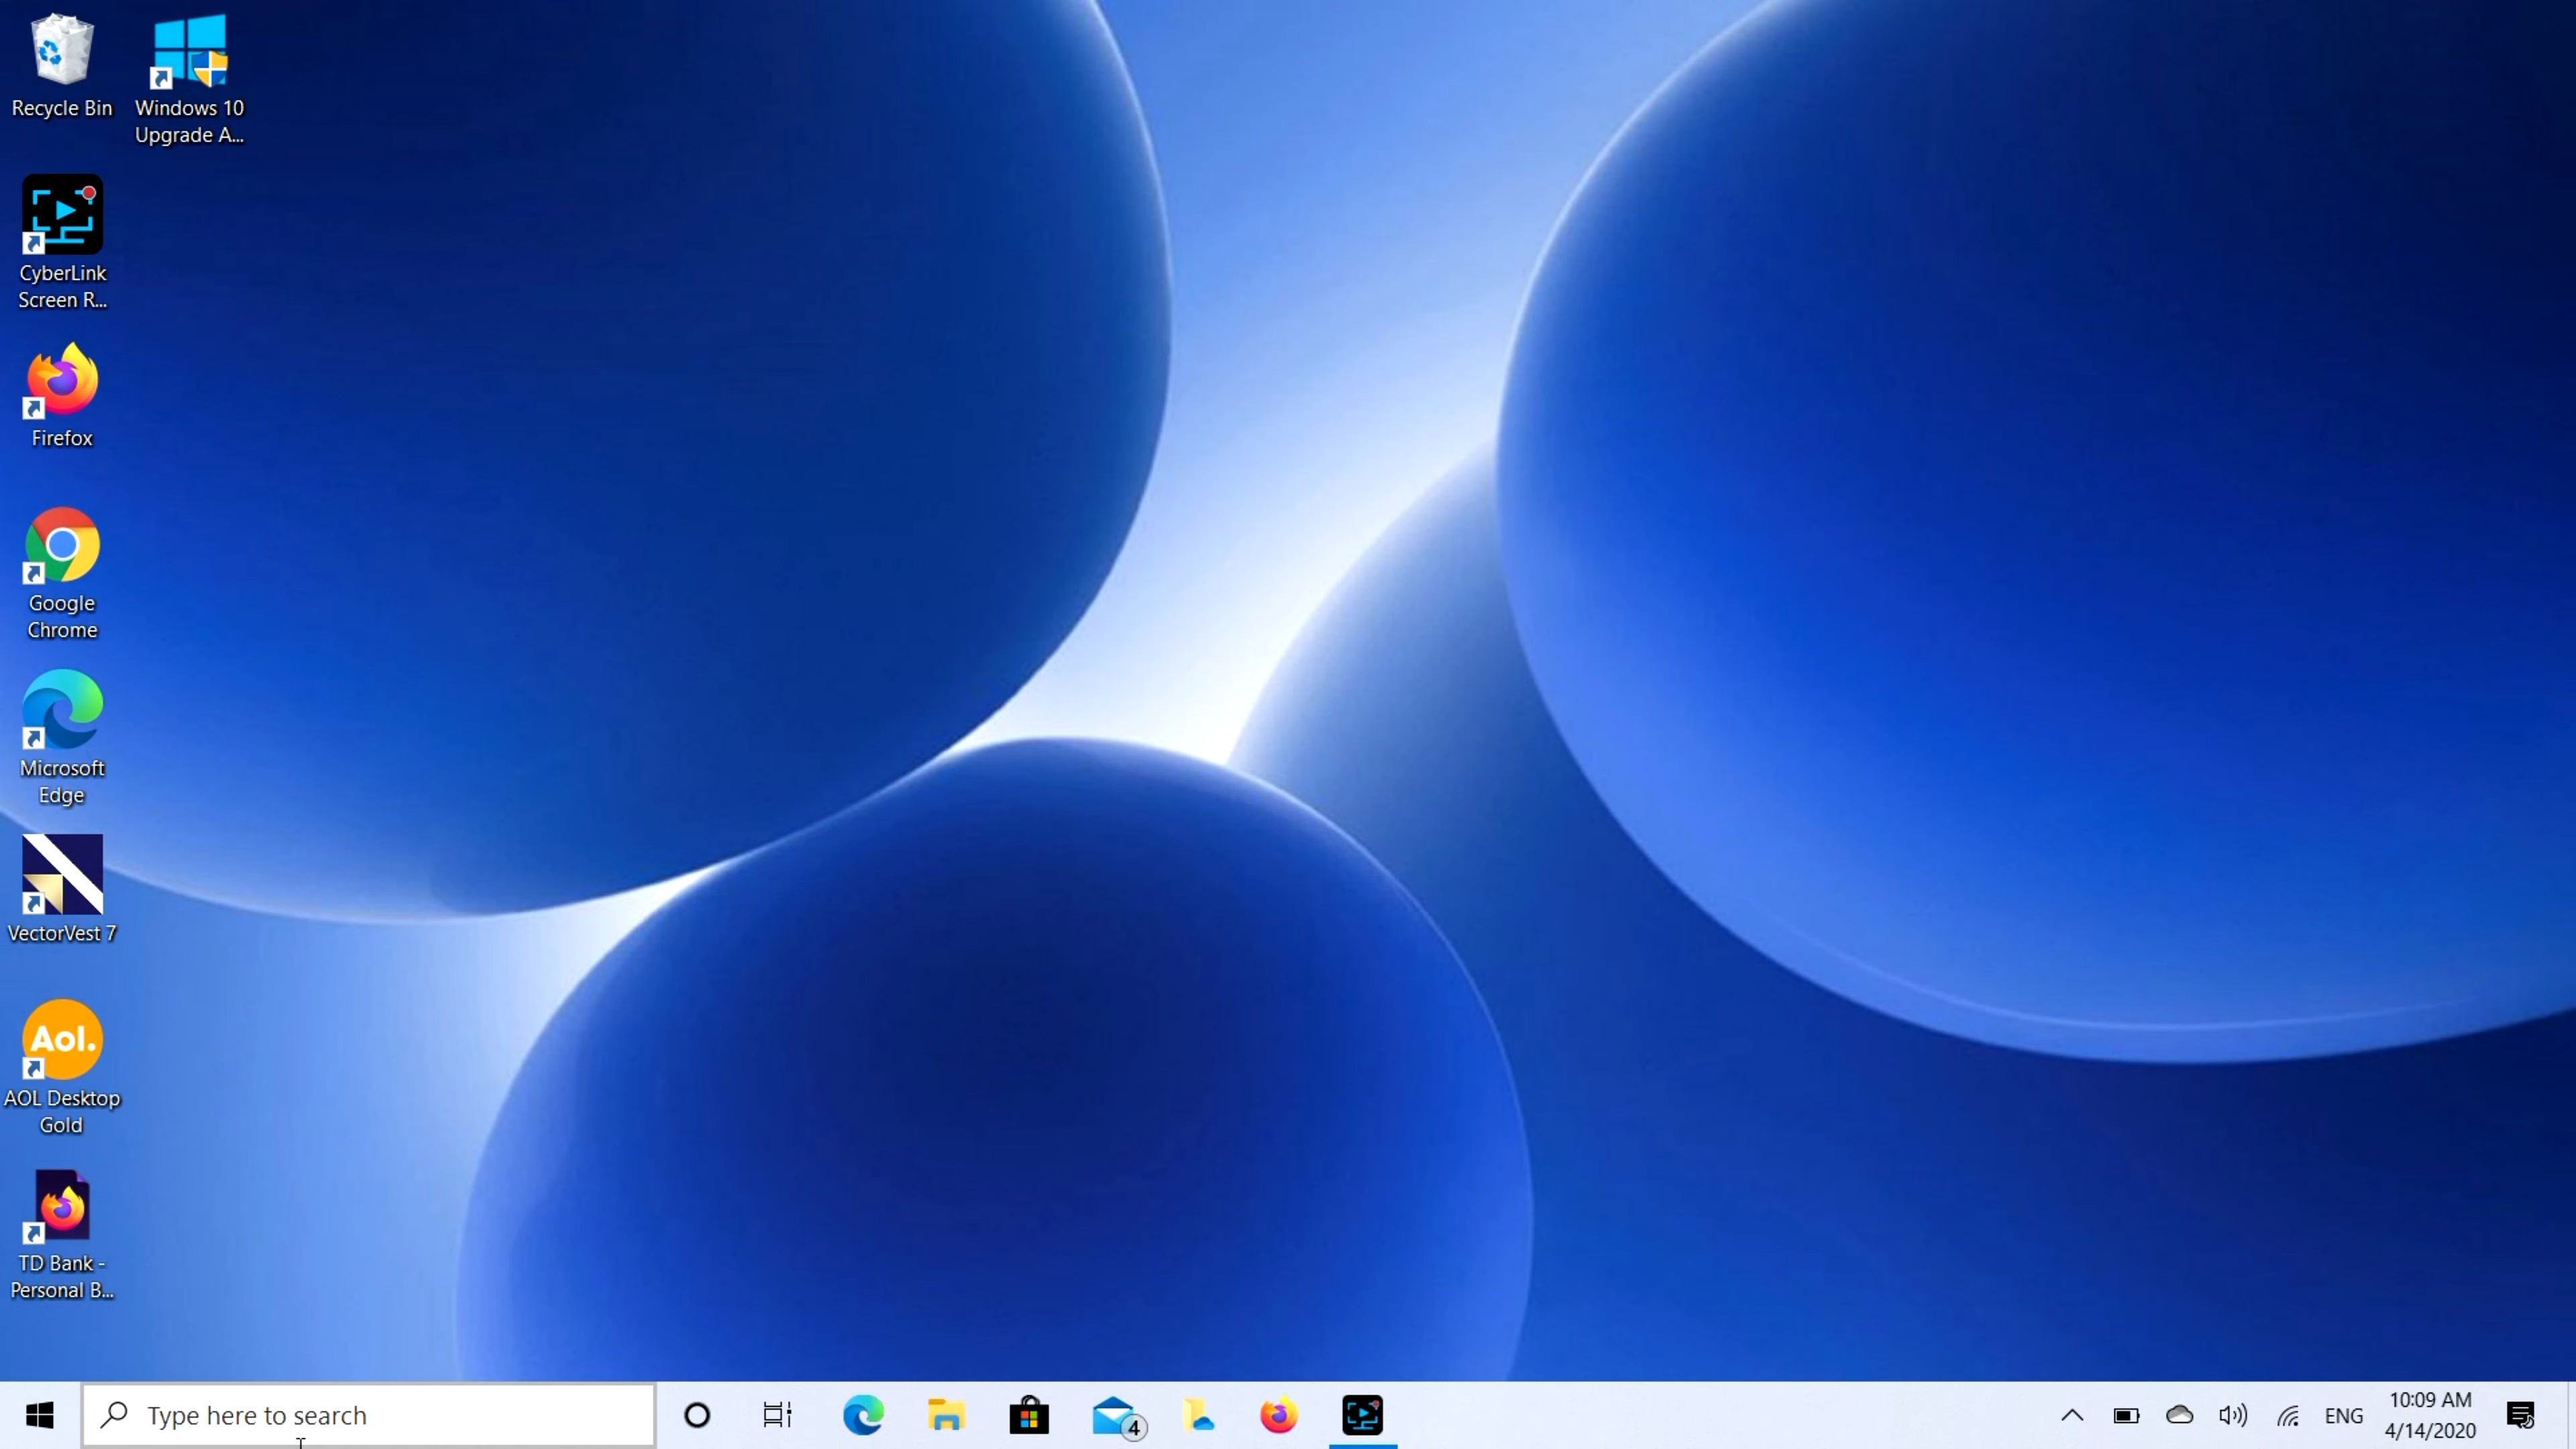 Recycle Bin
Windows 10
Upgrade A...
CyberLink
Screen R...
Firefox
Google
Chrome
Microsoft
Edge
VectorVest 7
Aol.
AOL Desktop
Gold
TD Bank -
Personal B...
Type here to search
4
ENG
10:09 AM
4/14/2020